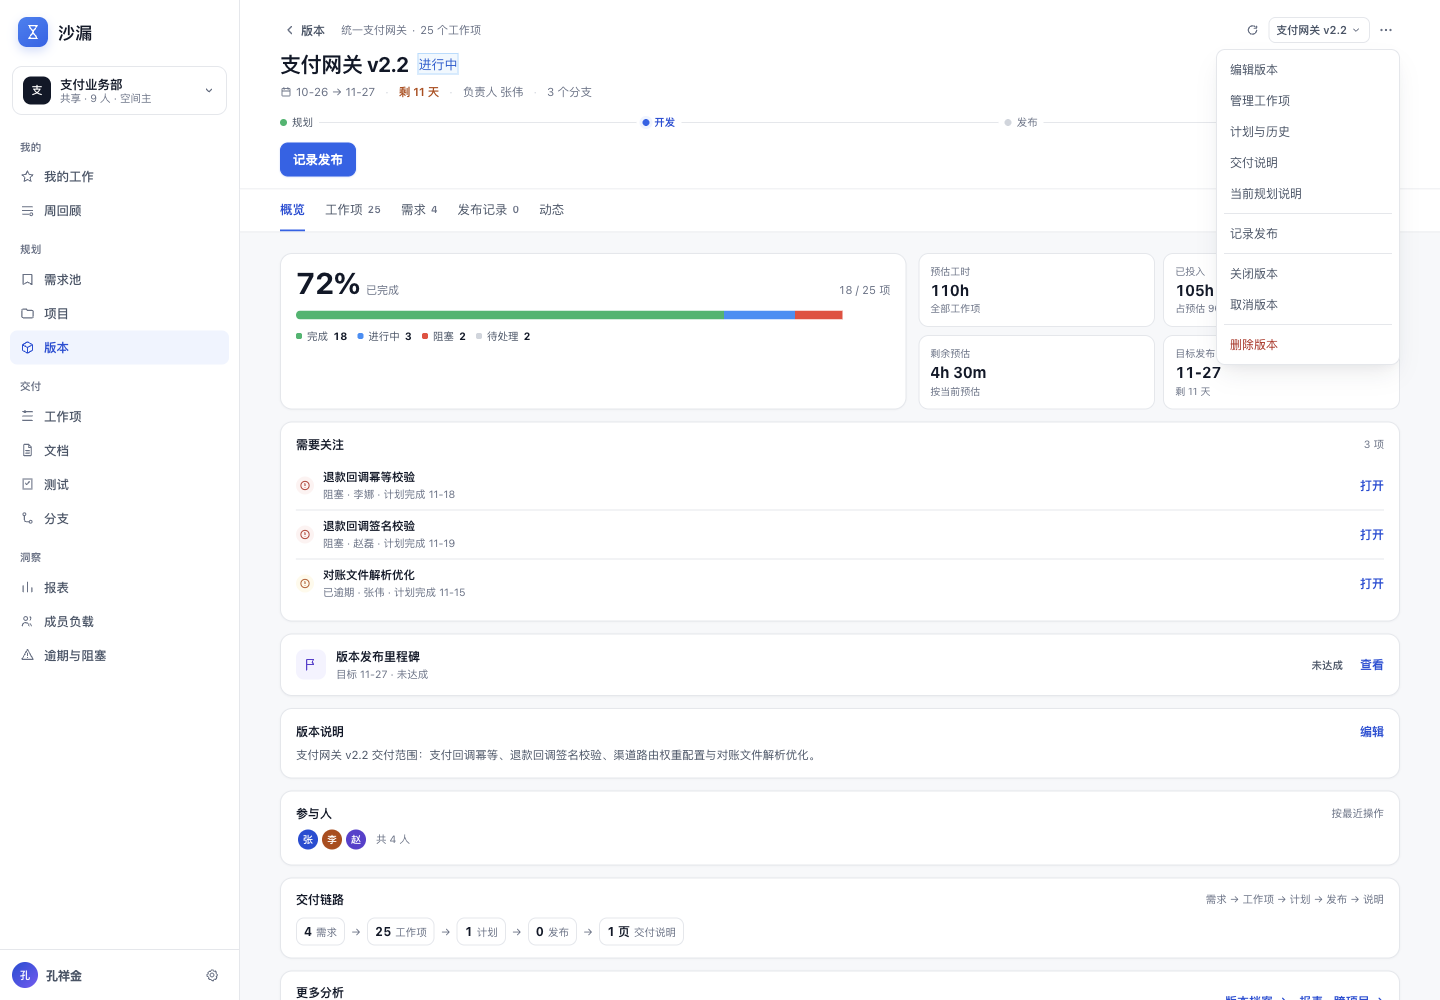 沙漏
支
支付业务部
共享 · 9 人 · 空间主
我的
我的工作
周回顾
规划
需求池
项目
版本
交付
工作项
文档
测试
分支
洞察
报表
成员负载
逾期与阻塞
孔
孔祥金
版本 统一支付网关 · 25 个工作项
支付网关 v2.2
支付网关 v2.2 进行中
10-26 → 11-27 · 剩 11 天 · 负责人 张伟 · 3 个分支
规划 开发 发布
记录发布
编辑版本
管理工作项
计划与历史
交付说明
当前规划说明
记录发布
关闭版本
取消版本
删除版本
概览 工作项 25 需求 4 发布记录 0 动态
72% 已完成 18 / 25 项
完成 18 进行中 3 阻塞 2 待处理 2
预估工时
110h
全部工作项
已投入
105h
占预估
剩余预估
4h 30m
按当前预估
目标发布
11-27
剩 11 天
需要关注 3 项
退款回调幂等校验
阻塞 · 李娜 · 计划完成 11-18
打开
退款回调签名校验
阻塞 · 赵磊 · 计划完成 11-19
打开
对账文件解析优化
已逾期 · 张伟 · 计划完成 11-15
打开
版本发布里程碑
目标 11-27 · 未达成
未达成 查看
版本说明 编辑
支付网关 v2.2 交付范围：支付回调幂等、退款回调签名校验、渠道路由权重配置与对账文件解析优化。
参与人 按最近操作
张 李 赵 共 4 人
交付链路 需求 → 工作项 → 计划 → 发布 → 说明
4 需求 → 25 工作项 → 1 计划 → 0 发布 → 1 页 交付说明
更多分析